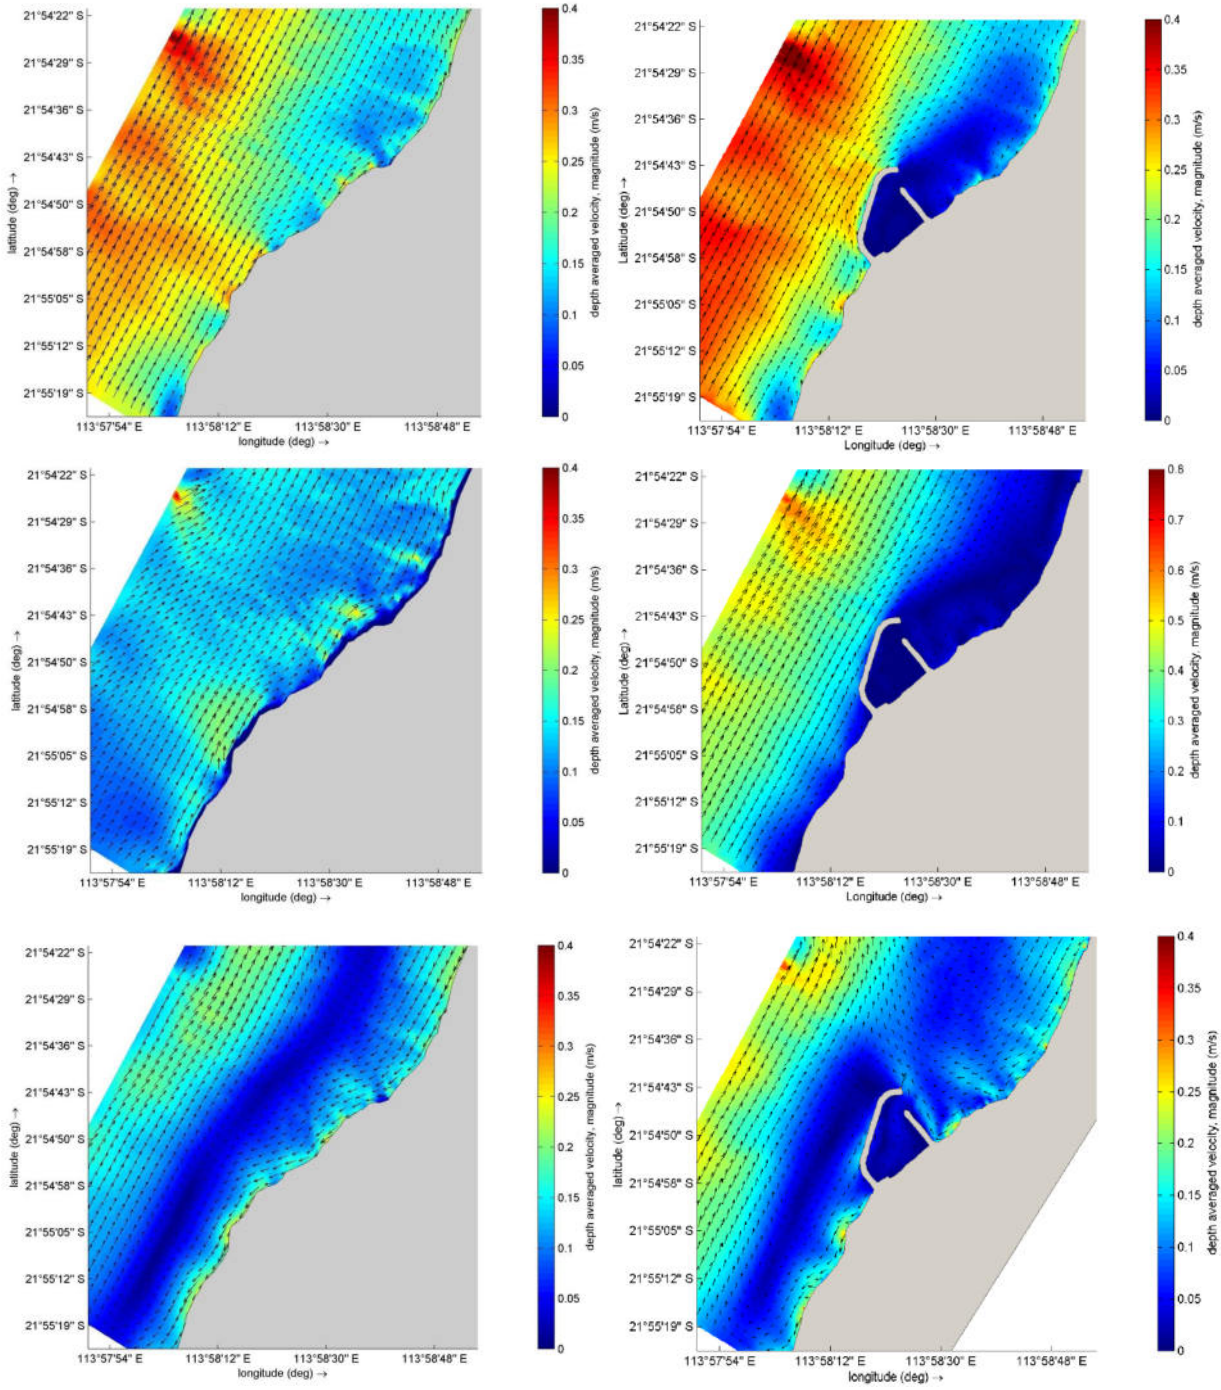 21°54'22" S
21°54'29" S
21°54'36" S
21°54'43" S
21°54'50" S
21°54'58" S
21°55'05" S
21°55'12" S
21°55'19" S
latitude (deg) →
113°57'54" E 113°58'12" E 113°58'30" E 113°58'48" E
longitude (deg) →
0.4
0.35
0.3
0.25
0.2
0.15
0.1
0.05
0
depth averaged velocity, magnitude (m/s)
21°54'22" S
21°54'29" S
21°54'36" S
21°54'43" S
21°54'50" S
21°54'58" S
21°55'05" S
21°55'12" S
21°55'19" S
Latitude (deg) →
113°57'54" E 113°58'12" E 113°58'30" E 113°58'48" E
Longitude (deg) →
0.4
0.35
0.3
0.25
0.2
0.15
0.1
0.05
0
depth averaged velocity, magnitude (m/s)
21°54'22" S
21°54'29" S
21°54'36" S
21°54'43" S
21°54'50" S
21°54'58" S
21°55'05" S
21°55'12" S
21°55'19" S
latitude (deg) →
113°57'54" E 113°58'12" E 113°58'30" E 113°58'48" E
longitude (deg) →
0.4
0.35
0.3
0.25
0.2
0.15
0.1
0.05
0
depth averaged velocity, magnitude (m/s)
21°54'22" S
21°54'29" S
21°54'36" S
21°54'43" S
21°54'50" S
21°54'58" S
21°55'05" S
21°55'12" S
21°55'19" S
Latitude (deg) →
113°57'54" E 113°58'12" E 113°58'30" E 113°58'48" E
Longitude (deg) →
0.8
0.7
0.6
0.5
0.4
0.3
0.2
0.1
0
depth averaged velocity, magnitude (m/s)
21°54'22" S
21°54'29" S
21°54'36" S
21°54'43" S
21°54'50" S
21°54'58" S
21°55'05" S
21°55'12" S
21°55'19" S
latitude (deg) →
113°57'54" E 113°58'12" E 113°58'30" E 113°58'48" E
longitude (deg) →
0.4
0.35
0.3
0.25
0.2
0.15
0.1
0.05
0
depth averaged velocity, magnitude (m/s)
21°54'22" S
21°54'29" S
21°54'36" S
21°54'43" S
21°54'50" S
21°54'58" S
21°55'05" S
21°55'12" S
21°55'19" S
latitude (deg) →
113°57'54" E 113°58'12" E 113°58'30" E 113°58'48" E
longitude (deg) →
0.4
0.35
0.3
0.25
0.2
0.15
0.1
0.05
0
depth averaged velocity, magnitude (m/s)